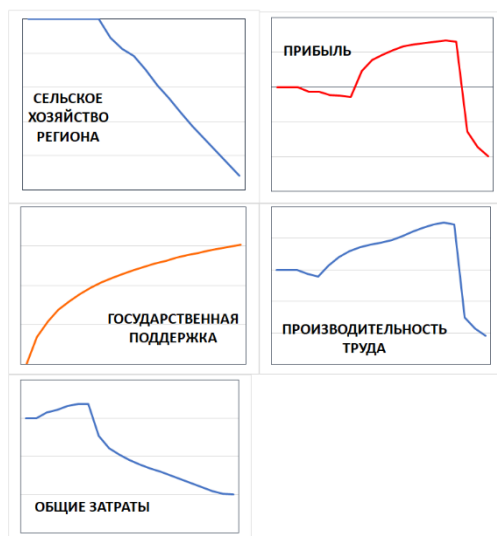 СЕЛЬСКОЕ
ХОЗЯЙСТВО
РЕГИОНА
ПРИБЫЛЬ
ГОСУДАРСТВЕННАЯ
ПОДДЕРЖКА
ПРОИЗВОДИТЕЛЬНОСТЬ
ТРУДА
ОБЩИЕ ЗАТРАТЫ